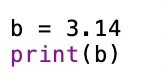 b = 3.14
print(b)